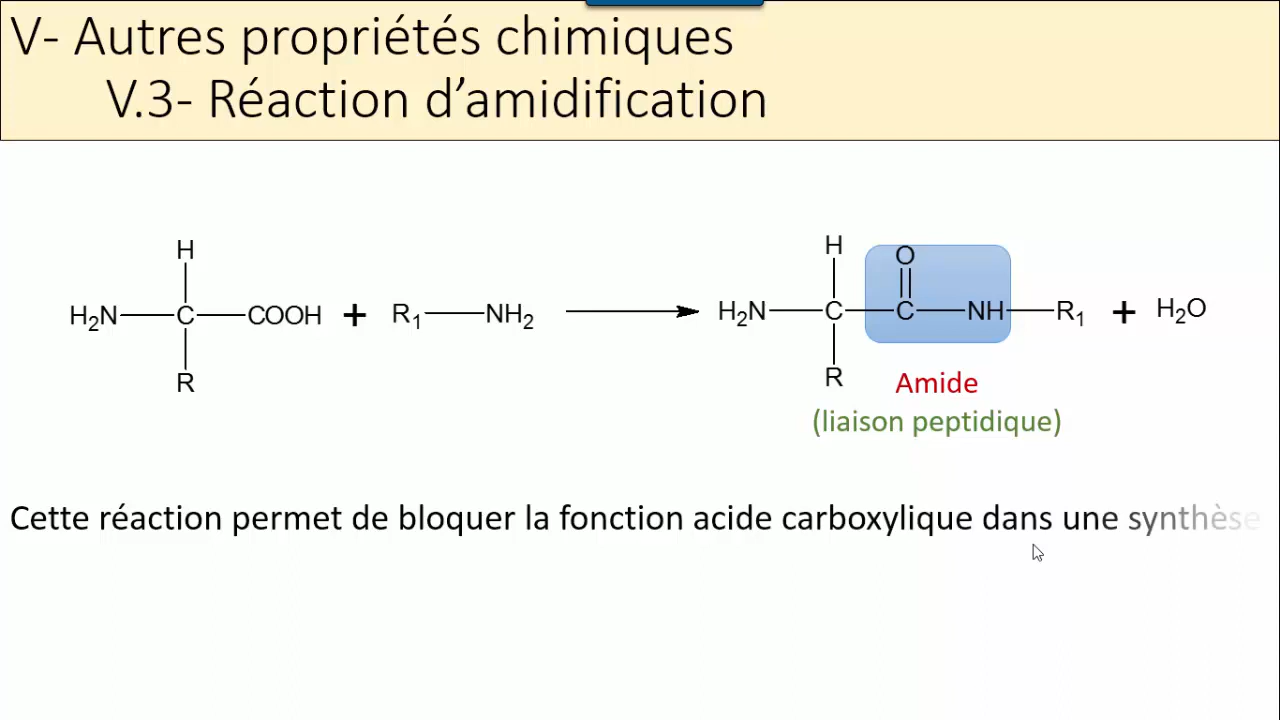 V- Autres propriétés chimiques
V.3- Réaction d’amidification
H H O
H₂N C COOH + R₁ NH₂ H₂N C C NH R₁ + H₂O
R R
Amide
(liaison peptidique)
Cette réaction permet de bloquer la fonction acide carboxylique dans une synthèse